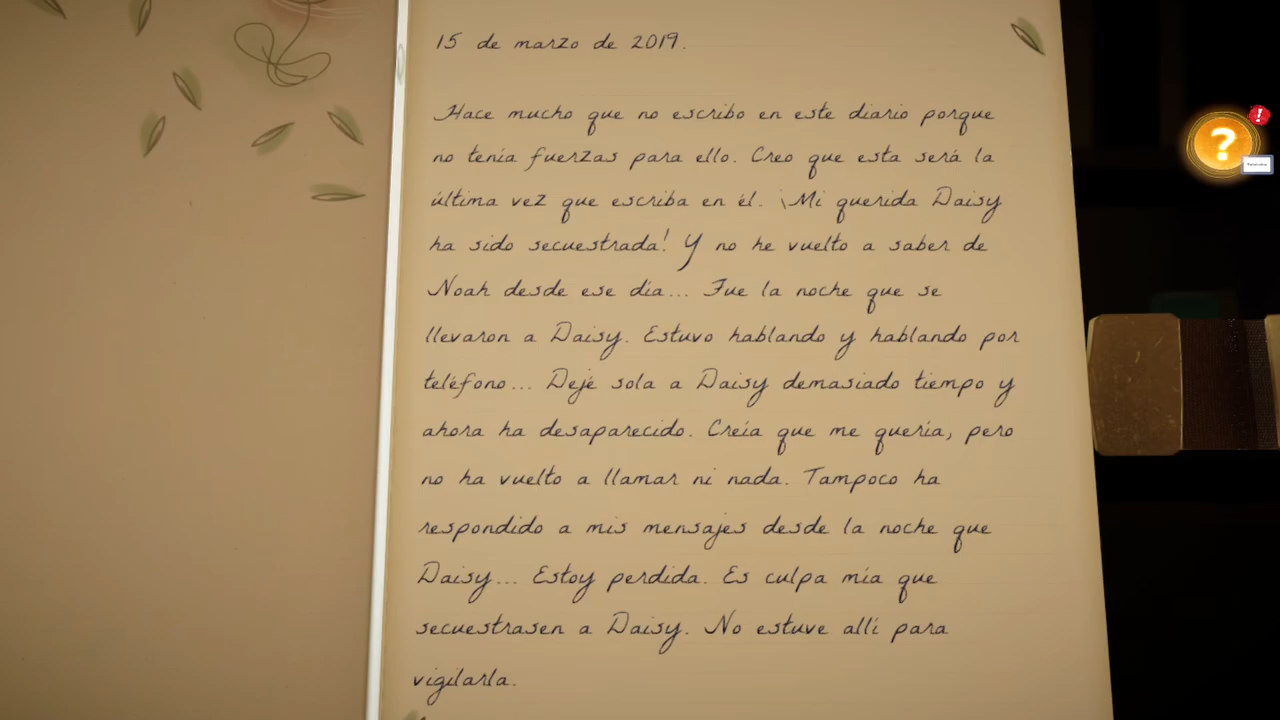 15 de marzo de 2019.
Hace mucho que no escribo en este diario porque
no tenía fuerzas para ello. Creo que esta será la
última vez que escriba en él. ¡Mi querida Daisy
ha sido secuestrada! Y no he vuelto a saber de
Noah desde ese día... Fue la noche que se
llevaron a Daisy. Estuvo hablando y hablando por
teléfono... Dejé sola a Daisy demasiado tiempo y
ahora ha desaparecido. Creía que me quería, pero
no ha vuelto a llamar ni nada. Tampoco ha
respondido a mis mensajes desde la noche que
Daisy... Estoy perdida. Es culpa mía que
secuestrasen a Daisy. No estuve allí para
vigilarla.
?
!